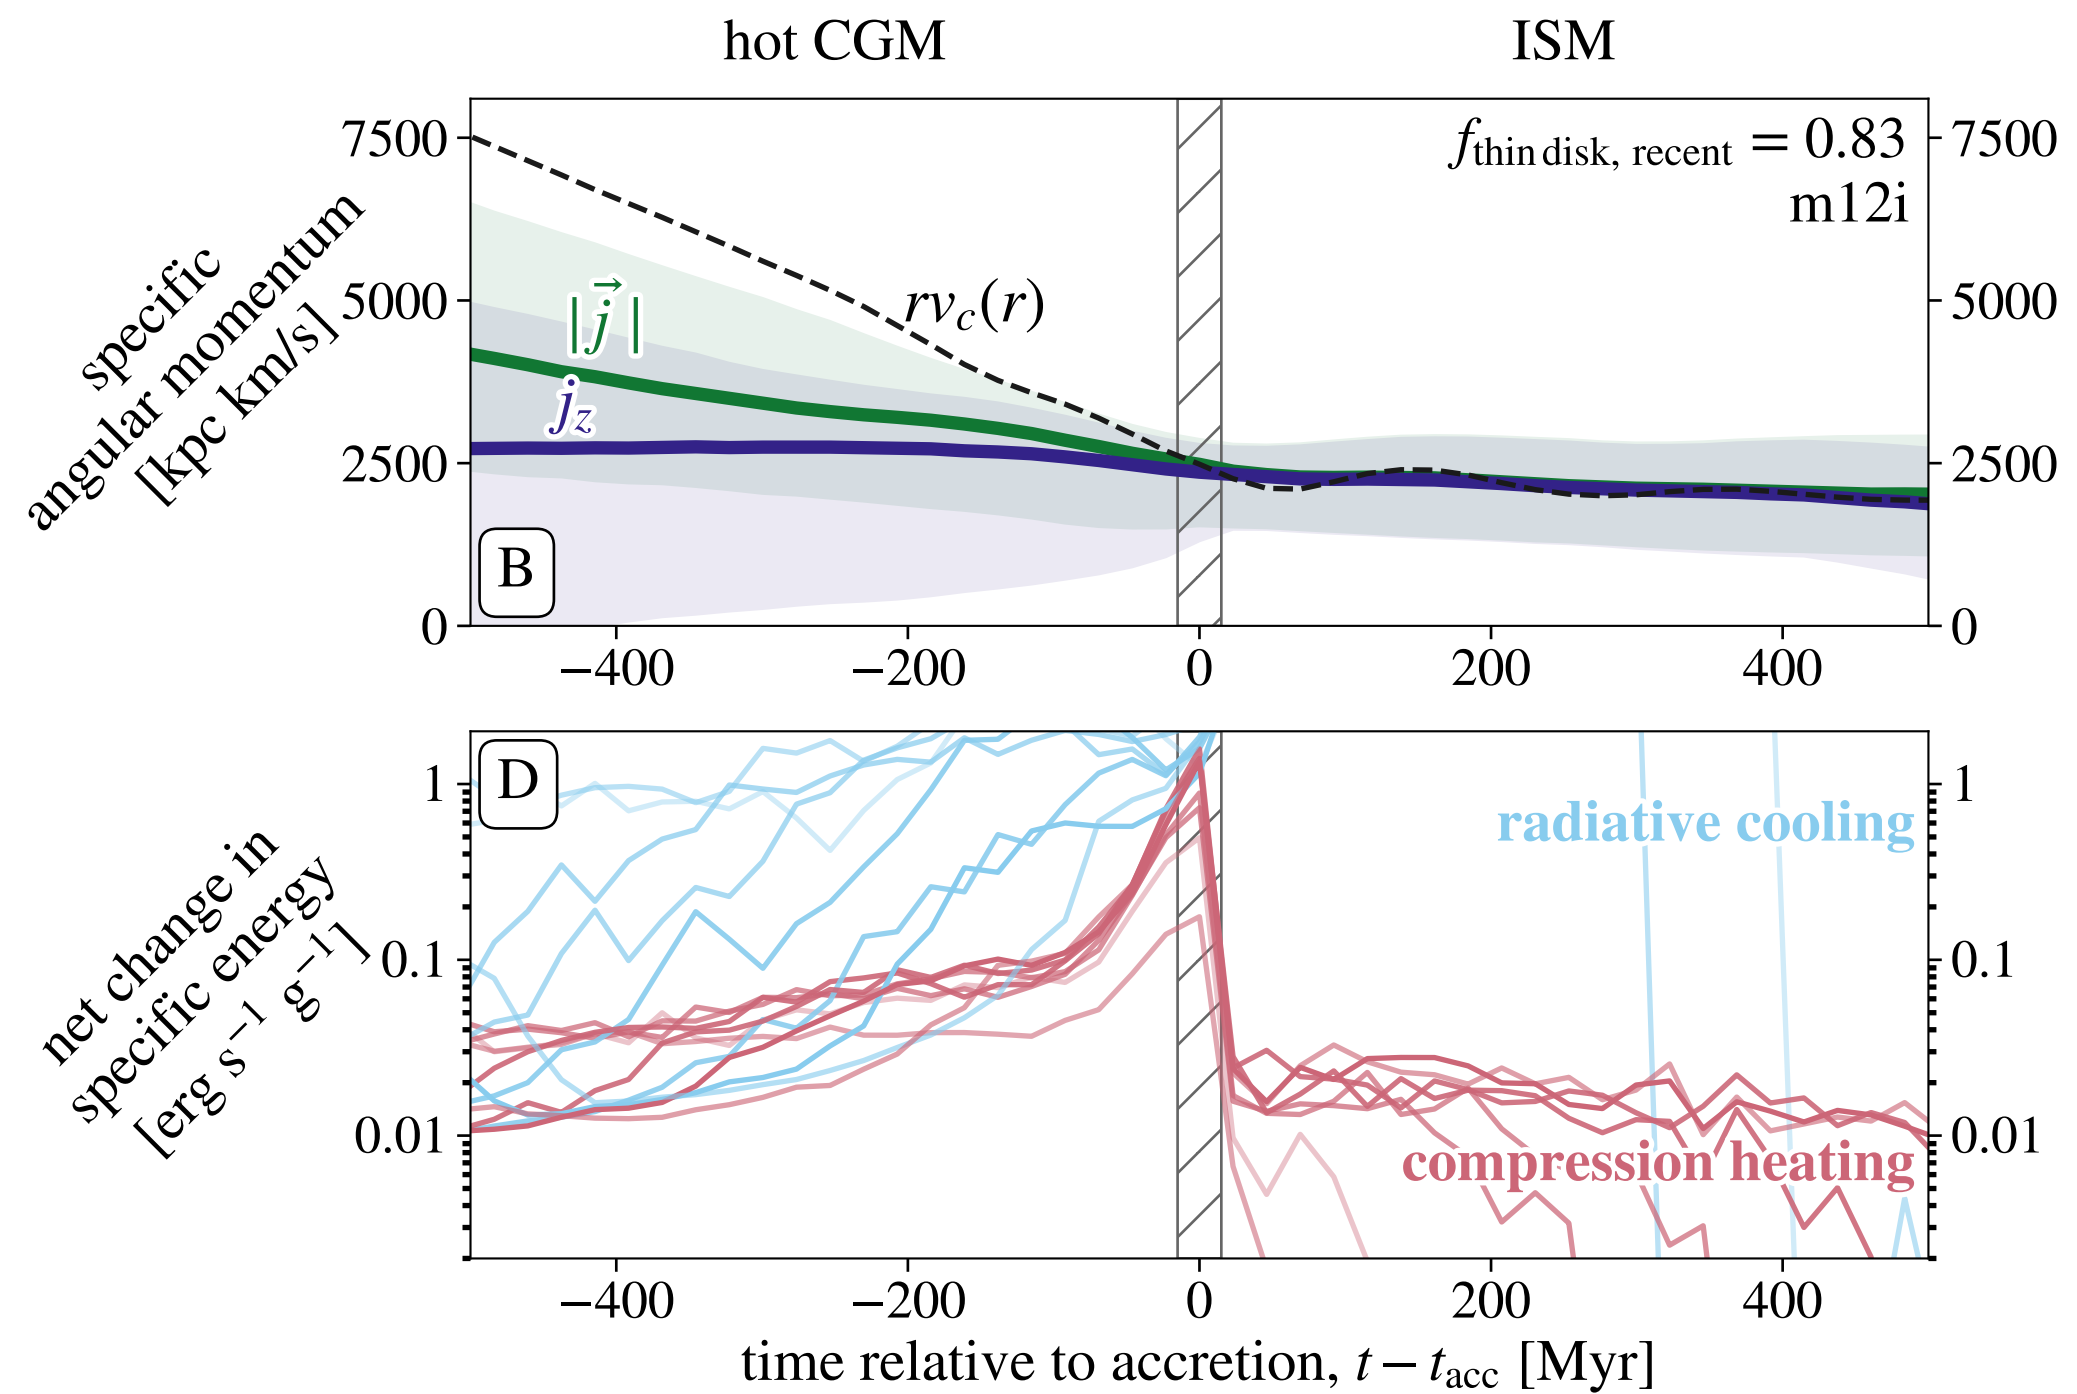 hot CGM
ISM
specific
angular momentum
[kpc km/s]
7500
5000
2500
0
7500
5000
2500
0
f_thin disk, recent = 0.83
m12i
|j⃗|
j_z
rv_c(r)
B
−400
−200
0
200
400
net change in
specific energy
[erg s⁻¹ g⁻¹]
1
0.1
0.01
1
0.1
0.01
D
radiative cooling
compression heating
−400
−200
0
200
400
time relative to accretion, t − t_acc [Myr]